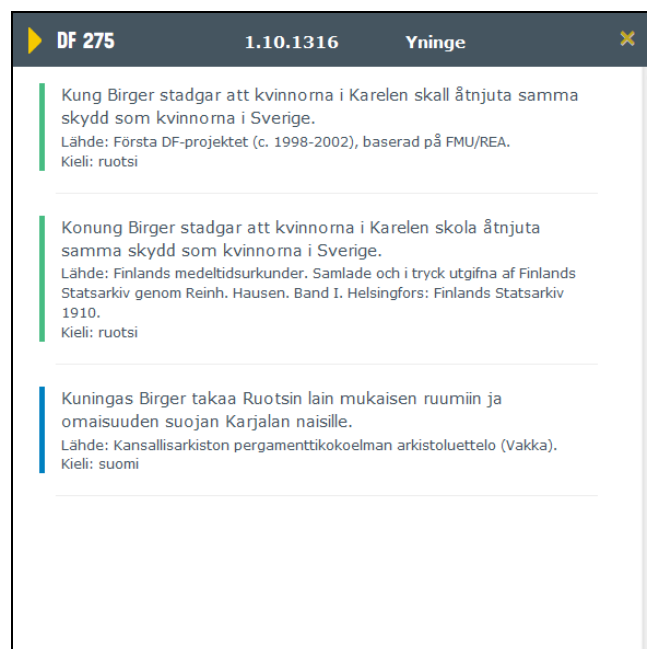 DF 275 1.10.1316 Yninge
Kung Birger stadgar att kvinnorna i Karelen skall åtnjuta samma
skydd som kvinnorna i Sverige.
Lähde: Första DF-projektet (c. 1998-2002), baserad på FMU/REA.
Kieli: ruotsi
Konung Birger stadgar att kvinnorna i Karelen skola åtnjuta
samma skydd som kvinnorna i Sverige.
Lähde: Finlands medeltidsurkunder. Samlade och i tryck utgifna af Finlands
Statsarkiv genom Reinh. Hausen. Band I. Helsingfors: Finlands Statsarkiv
1910.
Kieli: ruotsi
Kuningas Birger takaa Ruotsin lain mukaisen ruumiin ja
omaisuuden suojan Karjalan naisille.
Lähde: Kansallisarkiston pergamenttikokoelman arkistoluettelo (Vakka).
Kieli: suomi